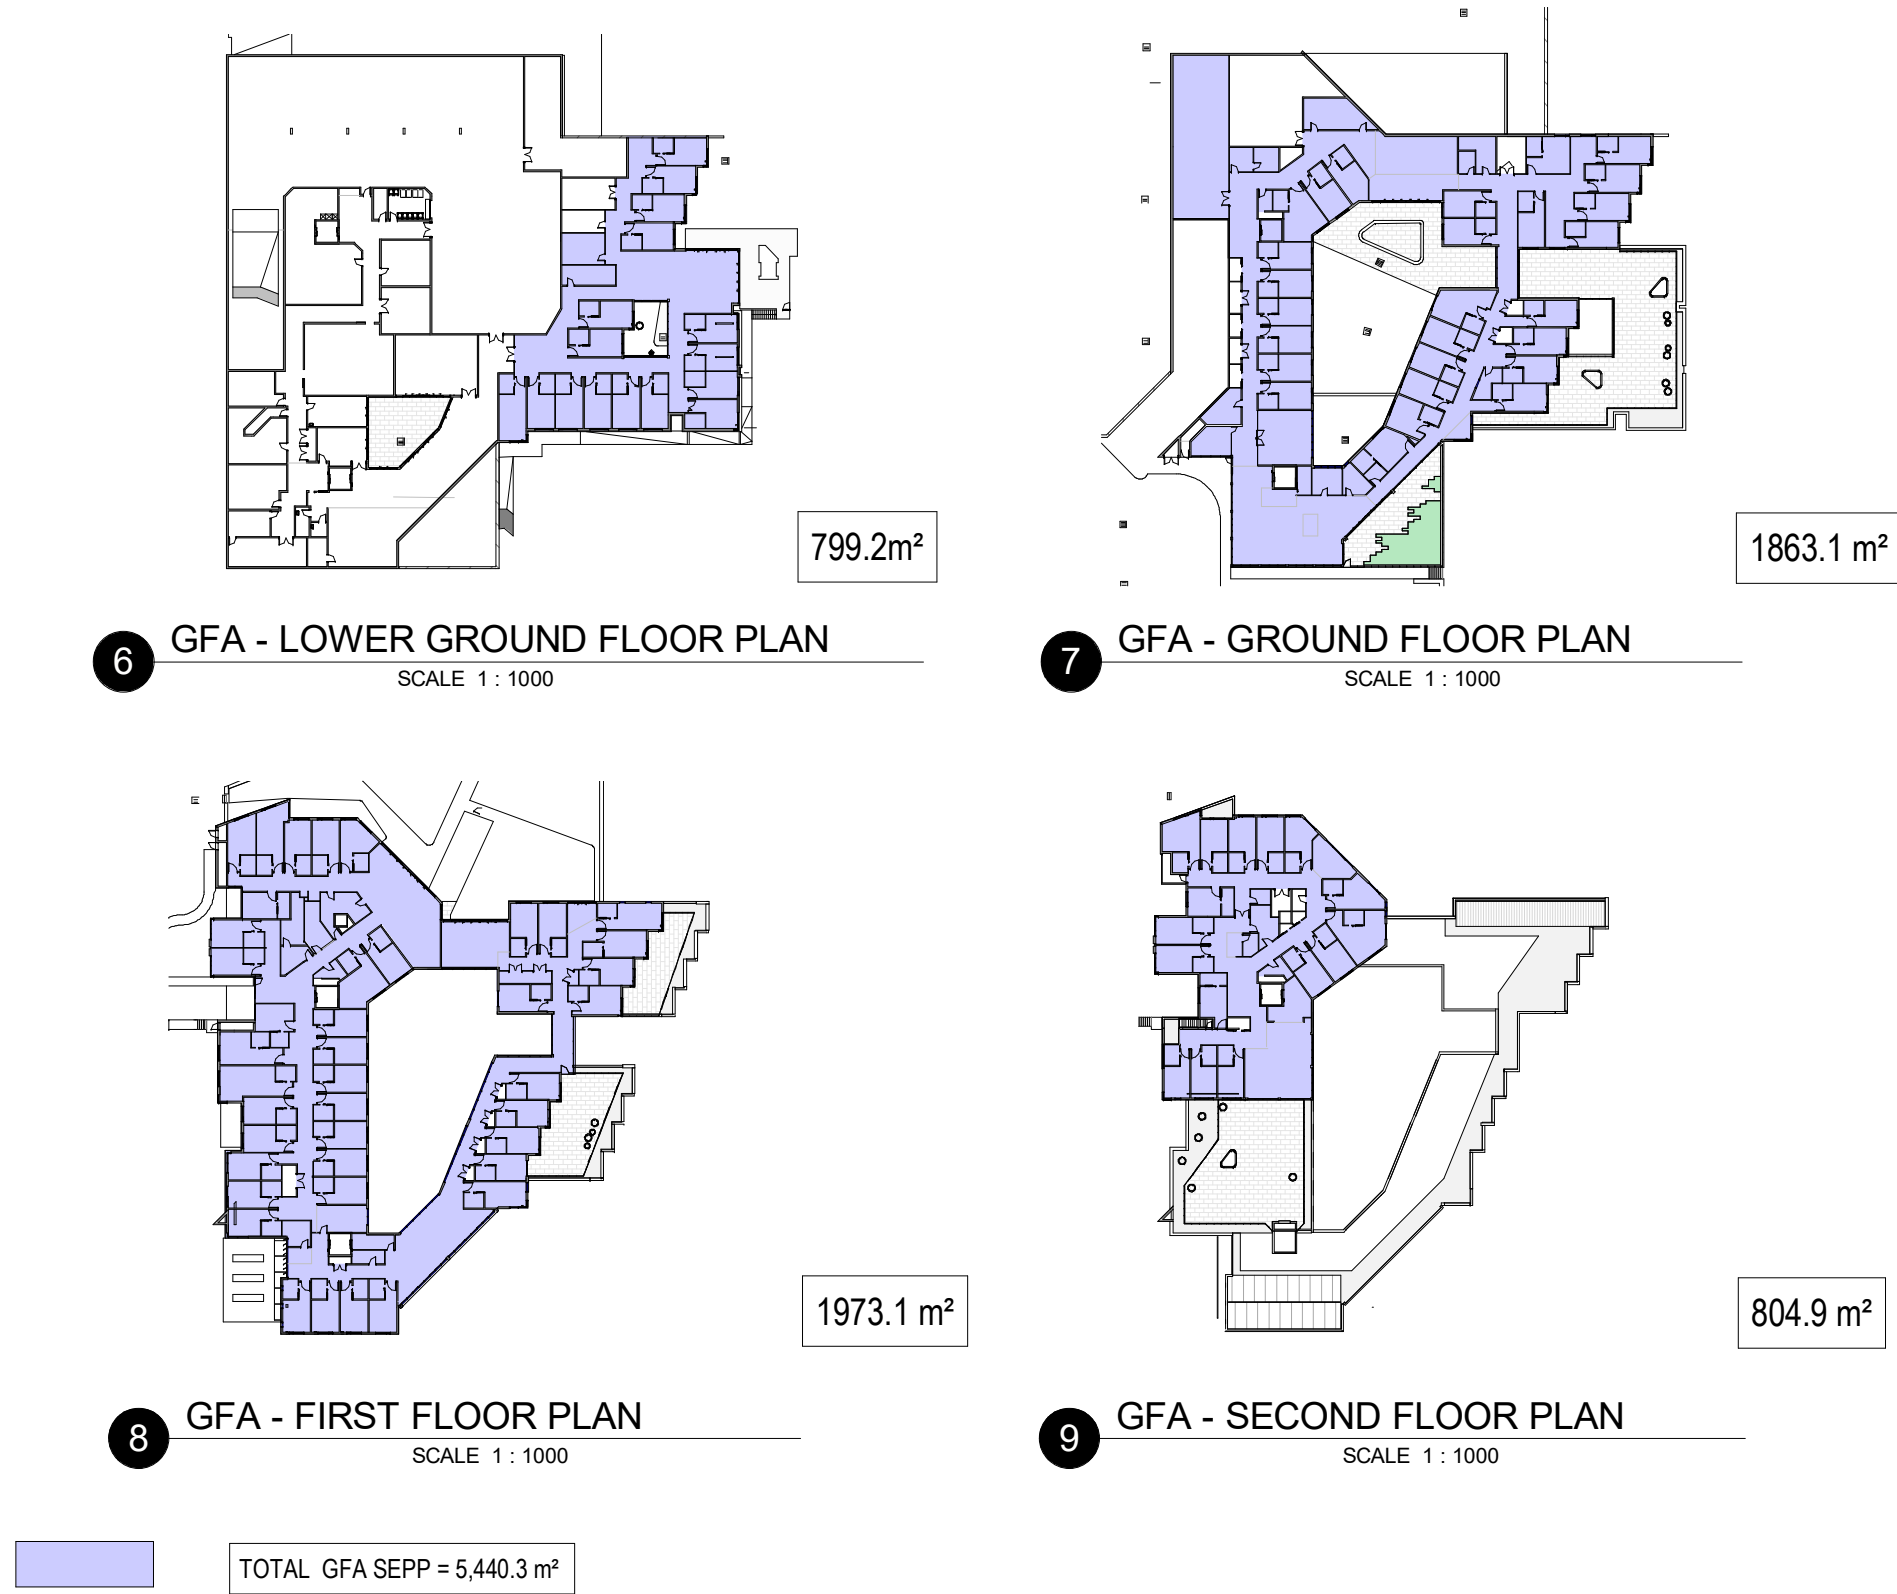 799.2m²
1863.1 m²
6 GFA - LOWER GROUND FLOOR PLAN
SCALE 1 : 1000
7 GFA - GROUND FLOOR PLAN
SCALE 1 : 1000
1973.1 m²
804.9 m²
8 GFA - FIRST FLOOR PLAN
SCALE 1 : 1000
9 GFA - SECOND FLOOR PLAN
SCALE 1 : 1000
TOTAL GFA SEPP = 5,440.3 m²